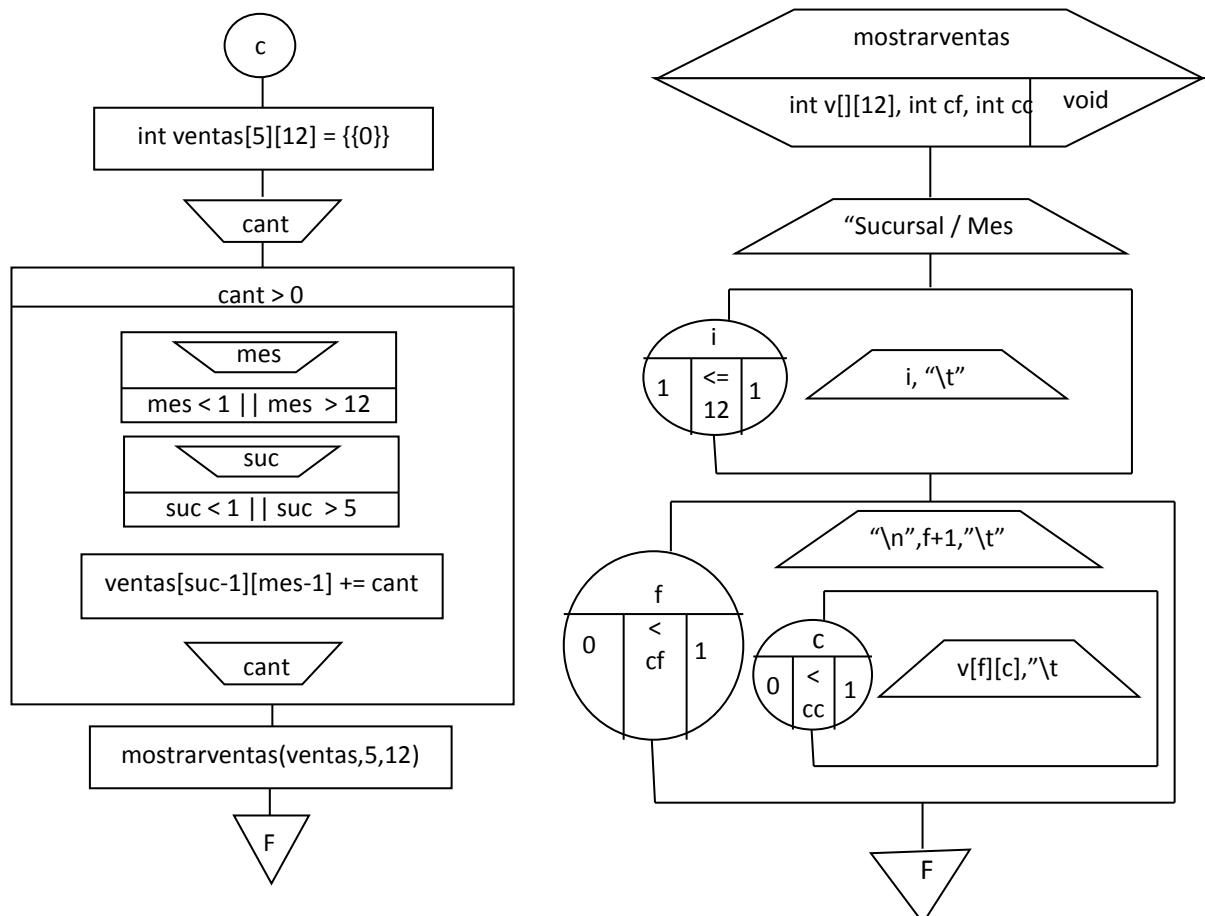 c
int ventas[5][12] = {{0}}
cant
cant > 0
mes
mes < 1 || mes > 12
suc
suc < 1 || suc > 5
ventas[suc-1][mes-1] += cant
cant
mostrarventas(ventas,5,12)
F
mostrarventas
int v[][12], int cf, int cc
void
“Sucursal / Mes
i
1
<=
12
1
i, “\t”
“\n”,f+1,”\t”
f
0
<
cf
1
c
0
<
cc
1
v[f][c],”\t
F